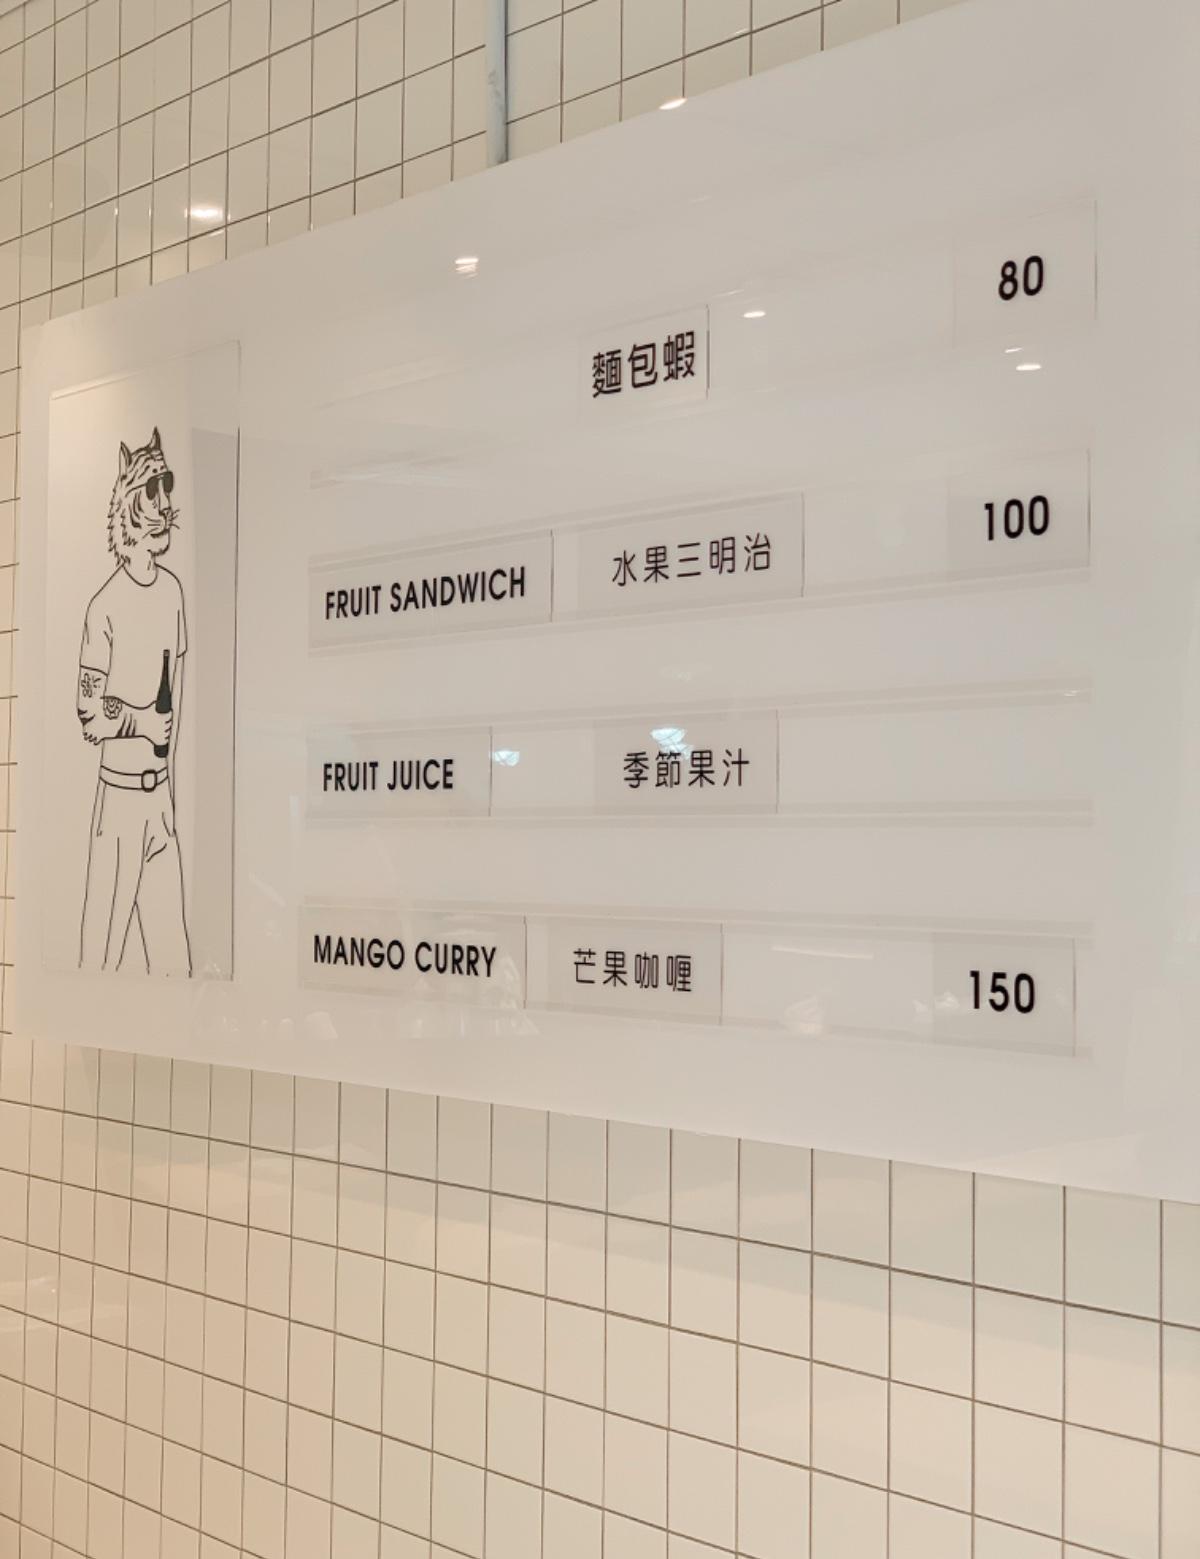 麵包蝦 80
FRUIT SANDWICH 水果三明治 100
FRUIT JUICE 季節果汁
MANGO CURRY 芒果咖喱 150